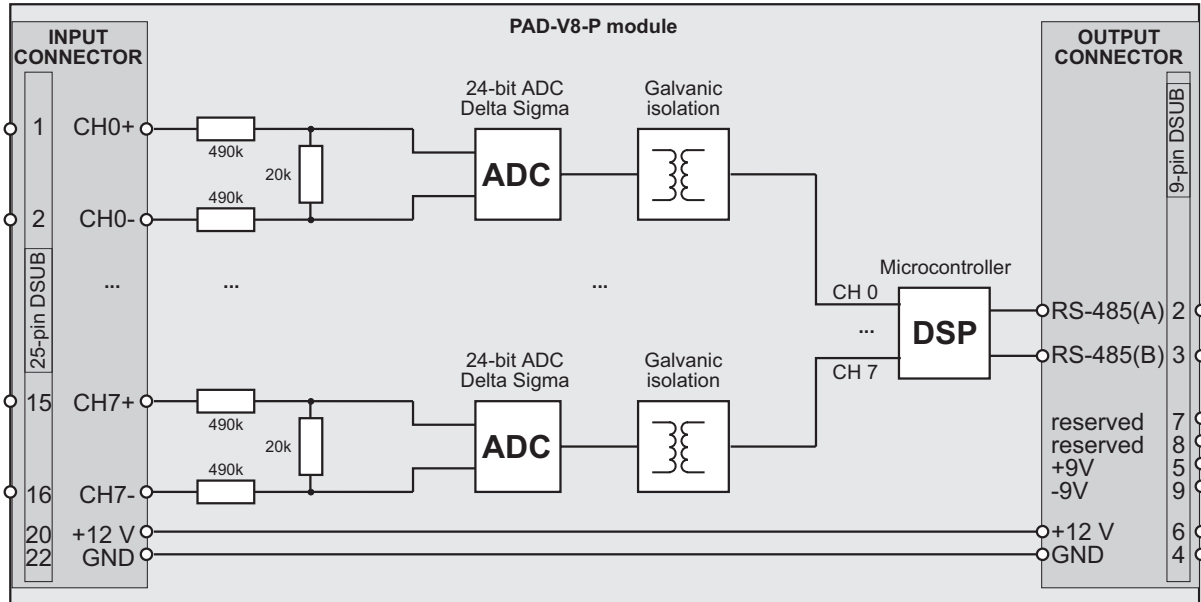 PAD-V8-P module
INPUT
CONNECTOR
OUTPUT
CONNECTOR
24-bit ADC
Delta Sigma
Galvanic
isolation
9-pin DSUB
1 CH0+
490k
20k
ADC
490k
2 CH0-
25-pin DSUB
...
...
...
Microcontroller
CH 0
...
CH 7
DSP
RS-485(A) 2
RS-485(B) 3
24-bit ADC
Delta Sigma
Galvanic
isolation
15 CH7+
490k
20k
ADC
490k
16 CH7-
reserved 7
reserved 8
+9V 5
-9V 9
20 +12 V
22 GND
+12 V 6
GND 4